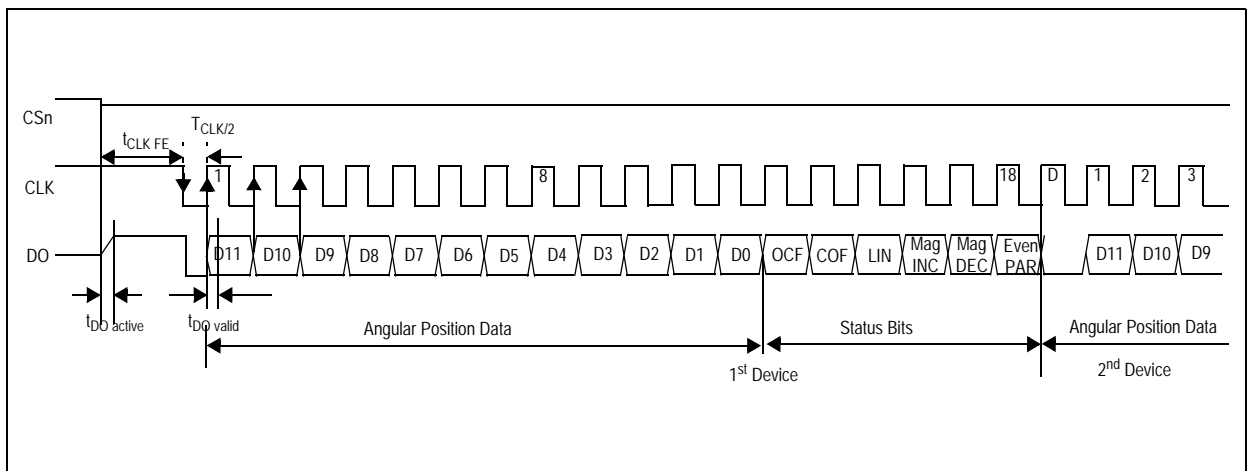 CSn
tCLK FE
TCLK/2
CLK
1
8
18
D
1
2
3
DO
D11
D10
D9
D8
D7
D6
D5
D4
D3
D2
D1
D0
OCF
COF
LIN
Mag INC
Mag DEC
Even PAR
D11
D10
D9
tDO active
tDO valid
Angular Position Data
Status Bits
Angular Position Data
1st Device
2nd Device